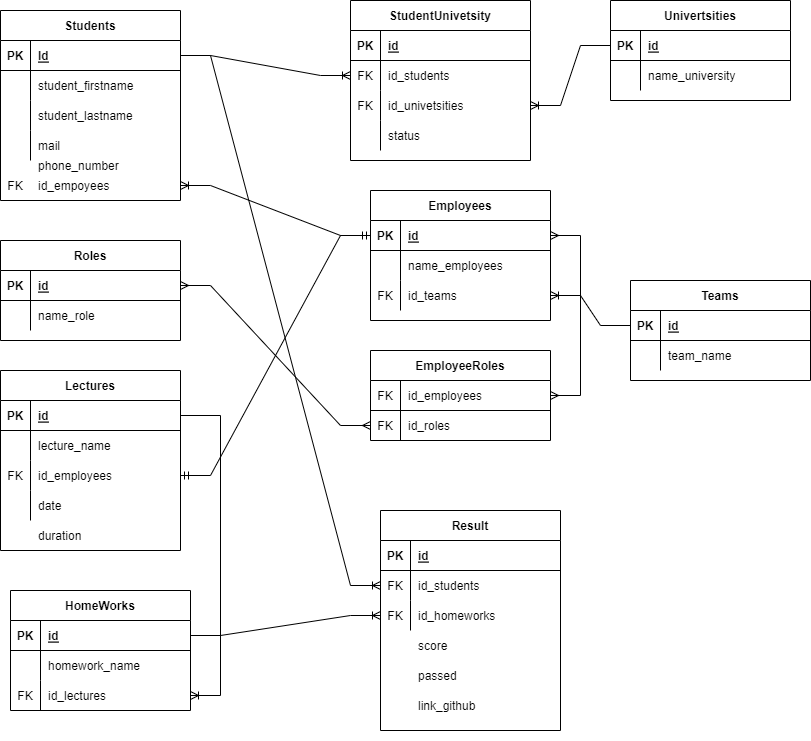 Students
PK Id
student_firstname
student_lastname
mail
phone_number
FK id_empoyees
StudentUnivetsity
PK id
FK id_students
FK id_univetsities
status
Univertsities
PK id
name_university
Employees
PK id
name_employees
FK id_teams
Roles
PK id
name_role
Teams
PK id
team_name
EmployeeRoles
FK id_employees
FK id_roles
Lectures
PK id
lecture_name
FK id_employees
date
duration
Result
PK id
FK id_students
FK id_homeworks
score
passed
link_github
HomeWorks
PK id
homework_name
FK id_lectures